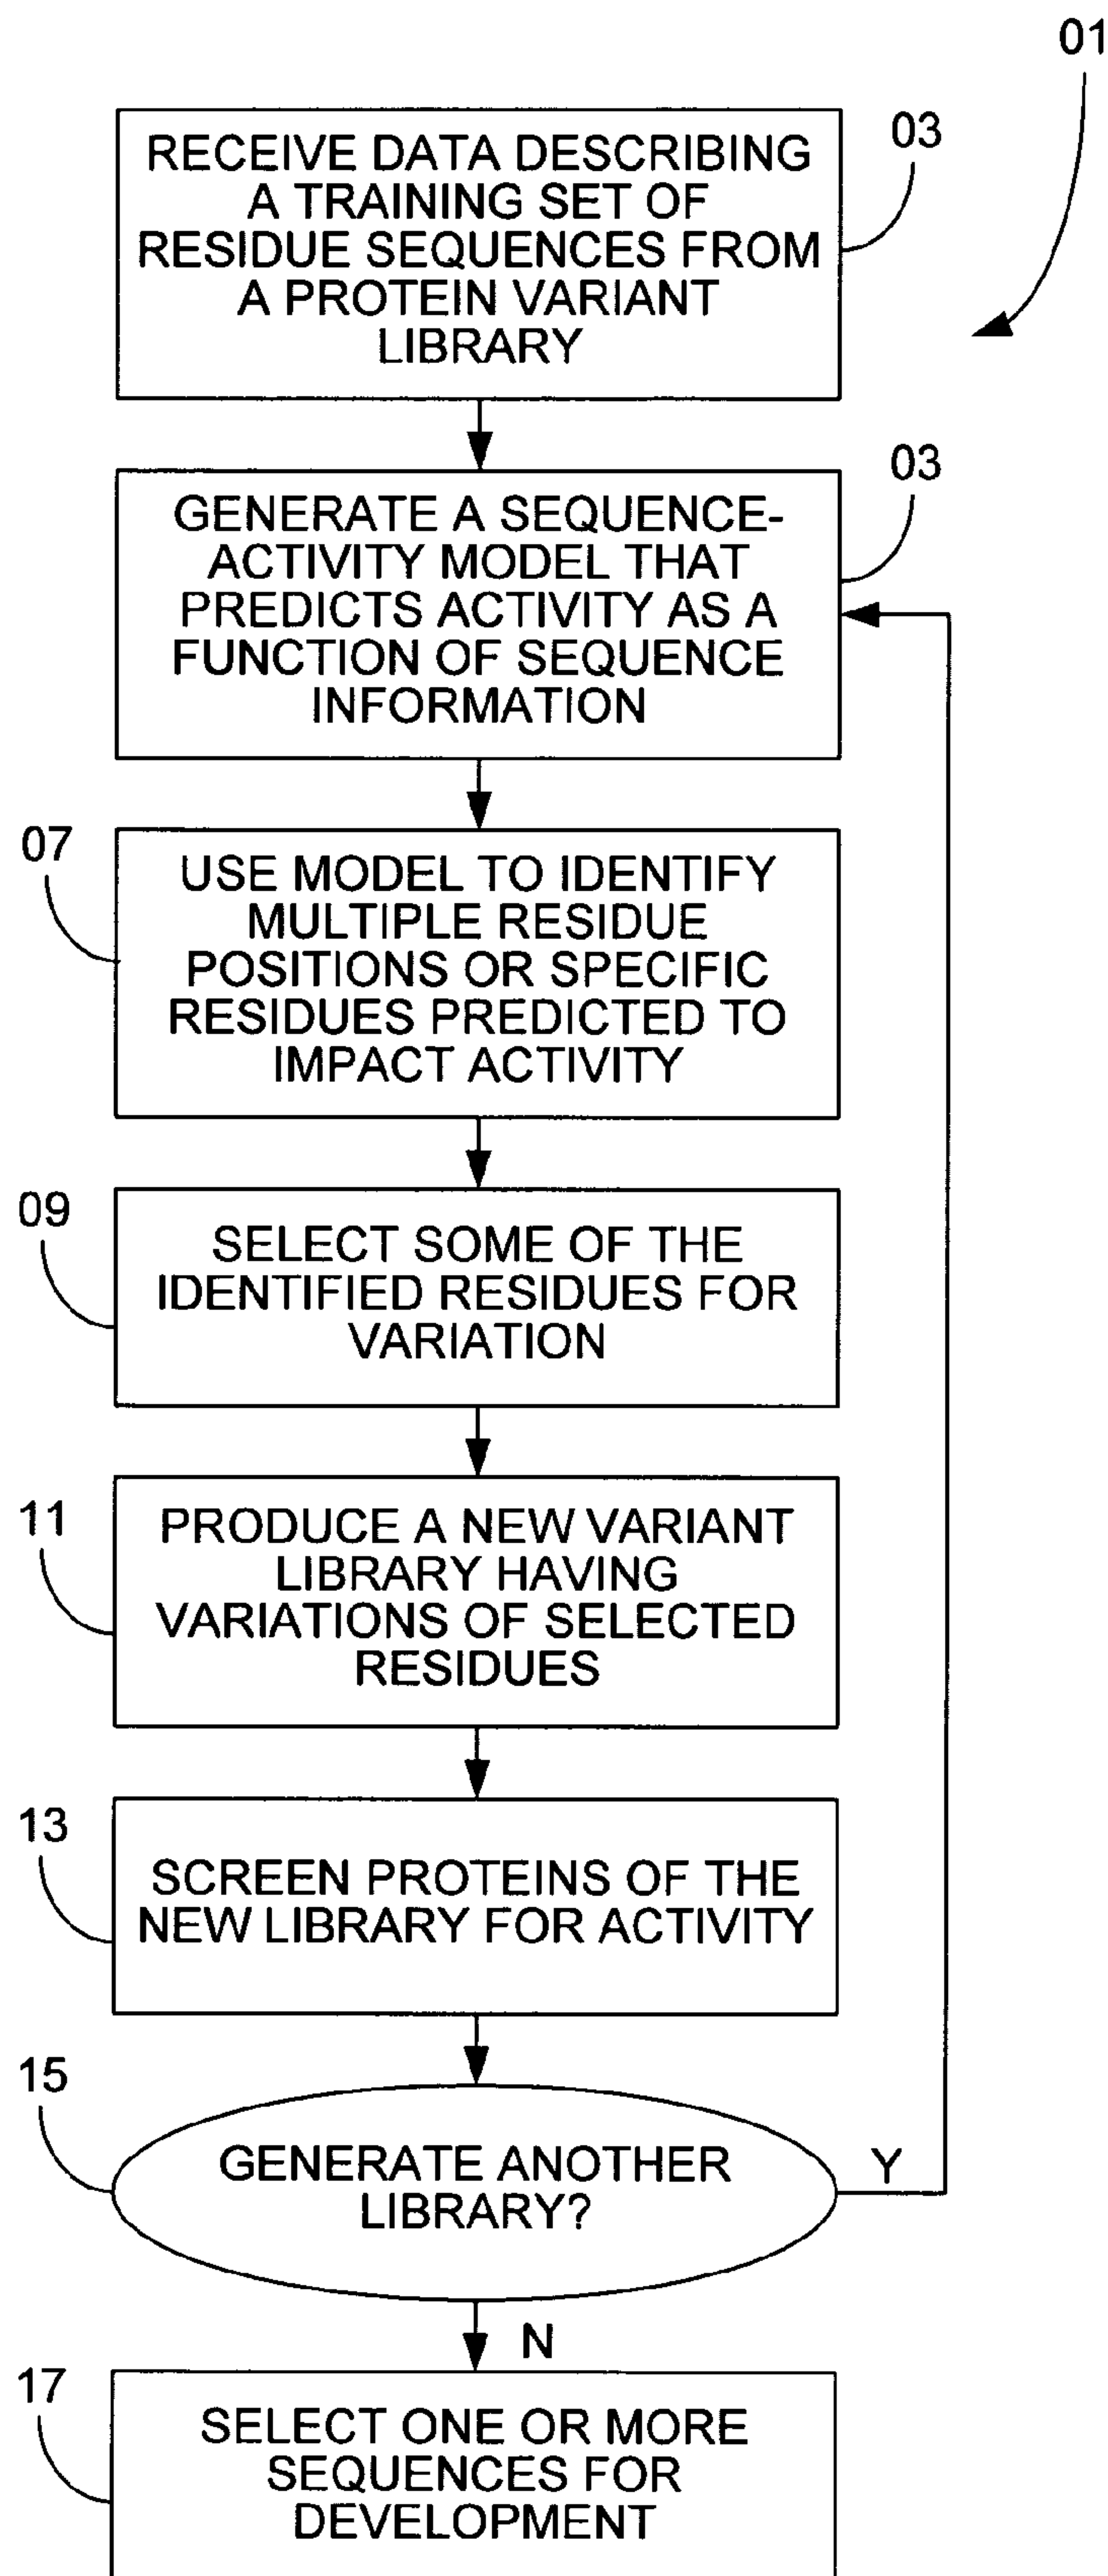 01
03
RECEIVE DATA DESCRIBING
A TRAINING SET OF
RESIDUE SEQUENCES FROM
A PROTEIN VARIANT
LIBRARY
03
GENERATE A SEQUENCE-
ACTIVITY MODEL THAT
PREDICTS ACTIVITY AS A
FUNCTION OF SEQUENCE
INFORMATION
07
USE MODEL TO IDENTIFY
MULTIPLE RESIDUE
POSITIONS OR SPECIFIC
RESIDUES PREDICTED TO
IMPACT ACTIVITY
09
SELECT SOME OF THE
IDENTIFIED RESIDUES FOR
VARIATION
11
PRODUCE A NEW VARIANT
LIBRARY HAVING
VARIATIONS OF SELECTED
RESIDUES
13
SCREEN PROTEINS OF THE
NEW LIBRARY FOR ACTIVITY
15
GENERATE ANOTHER
LIBRARY?
Y
N
17
SELECT ONE OR MORE
SEQUENCES FOR
DEVELOPMENT